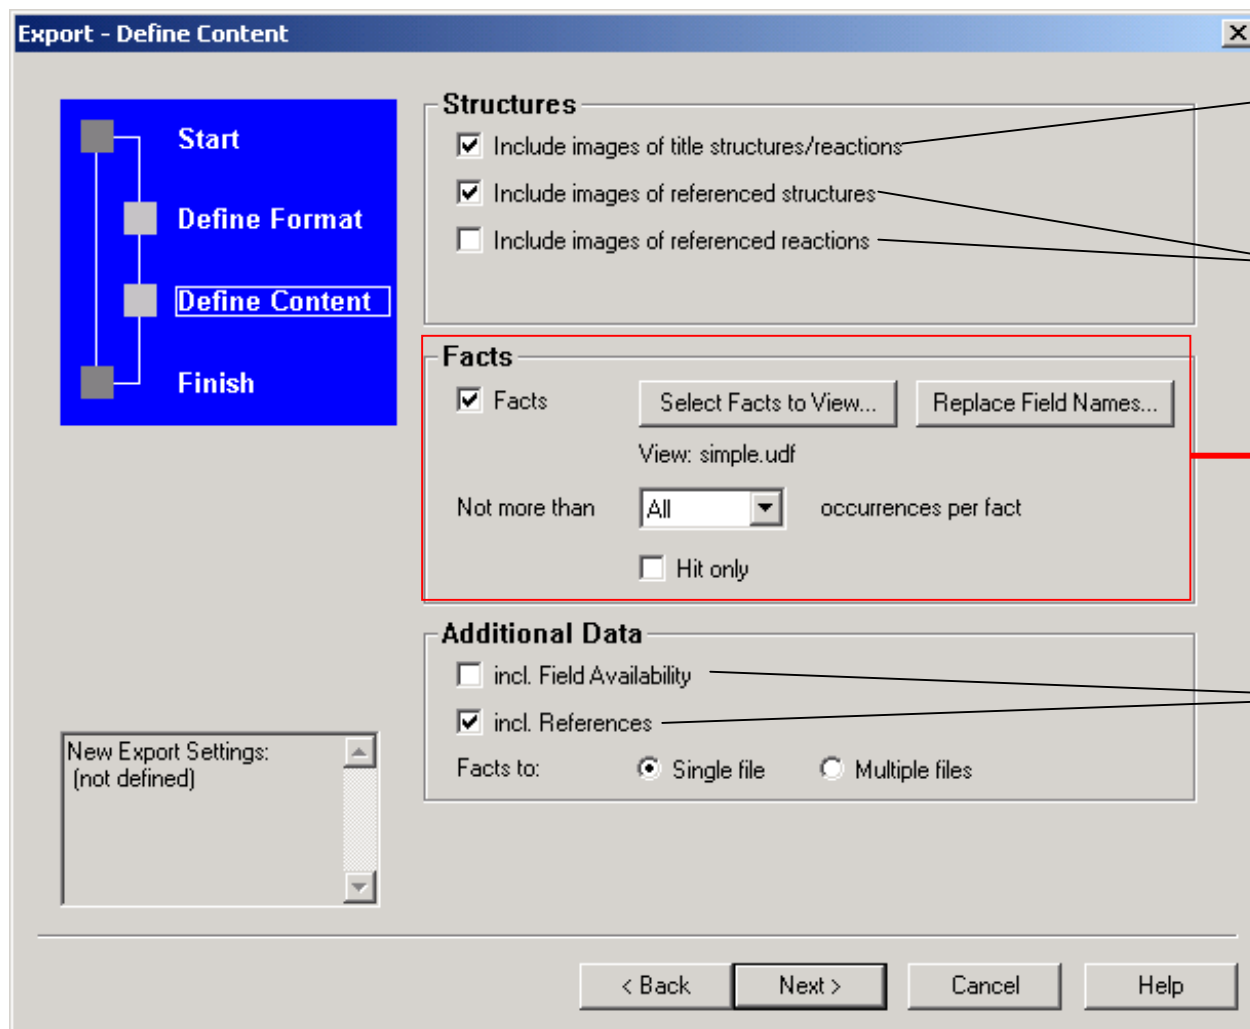 Export - Define Content
Start
Define Format
Define Content
Finish
New Export Settings:
(not defined)
Structures
Include images of title structures/reactions
Include images of referenced structures
Include images of referenced reactions
Facts
Facts
Select Facts to View...
Replace Field Names...
View: simple.udf
Not more than All occurrences per fact
Hit only
Additional Data
incl. Field Availability
incl. References
Facts to: Single file Multiple files
< Back Next > Cancel Help